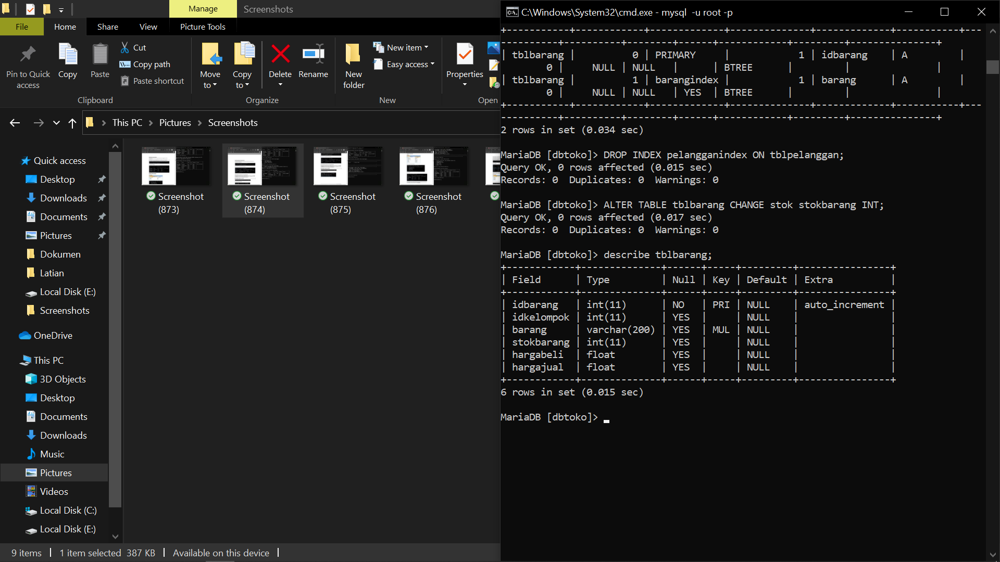 Manage
Screenshots
File
Home
Share
View
Picture Tools
Pin to Quick access
Copy
Paste
Cut
Copy path
Paste shortcut
Clipboard
Move to
Copy to
Delete
Rename
Organize
New folder
New item
Easy access
New
Properties
Open
This PC > Pictures > Screenshots
Quick access
Desktop
Downloads
Documents
Pictures
Dokumen
Latian
Local Disk (E:)
Screenshots
OneDrive
This PC
3D Objects
Desktop
Documents
Downloads
Music
Pictures
Videos
Local Disk (C:)
Local Disk (E:)
Screenshot (873)
Screenshot (874)
Screenshot (875)
Screenshot (876)
9 items | 1 item selected 387 KB | Available on this device |
C:\Windows\System32\cmd.exe - mysql -u root -p
| tblbarang | 0 | PRIMARY | 1 | idbarang | A |
0 | NULL | NULL | | BTREE | | |
| tblbarang | 1 | barangindex | 1 | barang | A |
0 | NULL | NULL | YES | BTREE | | |
2 rows in set (0.034 sec)
MariaDB [dbtoko]> DROP INDEX pelangganindex ON tblpelanggan;
Query OK, 0 rows affected (0.015 sec)
Records: 0 Duplicates: 0 Warnings: 0
MariaDB [dbtoko]> ALTER TABLE tblbarang CHANGE stok stokbarang INT;
Query OK, 0 rows affected (0.017 sec)
Records: 0 Duplicates: 0 Warnings: 0
MariaDB [dbtoko]> describe tblbarang;
| Field | Type | Null | Key | Default | Extra |
| idbarang | int(11) | NO | PRI | NULL | auto_increment |
| idkelompok | int(11) | YES | | NULL | |
| barang | varchar(200) | YES | MUL | NULL | |
| stokbarang | int(11) | YES | | NULL | |
| hargabeli | float | YES | | NULL | |
| hargajual | float | YES | | NULL | |
6 rows in set (0.015 sec)
MariaDB [dbtoko]> _